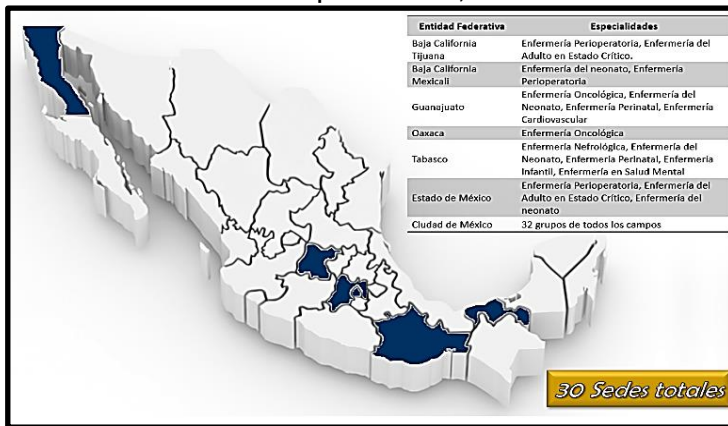 Entidad Federativa Especialidades
Baja California Tijuana Enfermería Perioperatoria, Enfermería del Adulto en Estado Crítico.
Baja California Mexicali Enfermería del neonato, Enfermería Perioperatoria
Guanajuato Enfermería Oncológica, Enfermería del Neonato, Enfermería Perinatal, Enfermería Cardiovascular
Oaxaca Enfermería Oncológica
Tabasco Enfermería Nefrológica, Enfermería del Neonato, Enfermería Perinatal, Enfermería Infantil, Enfermería en Salud Mental
Estado de México Enfermería Perioperatoria, Enfermería del Adulto en Estado Crítico, Enfermería del neonato
Ciudad de México 32 grupos de todos los campos
30 Sedes totales